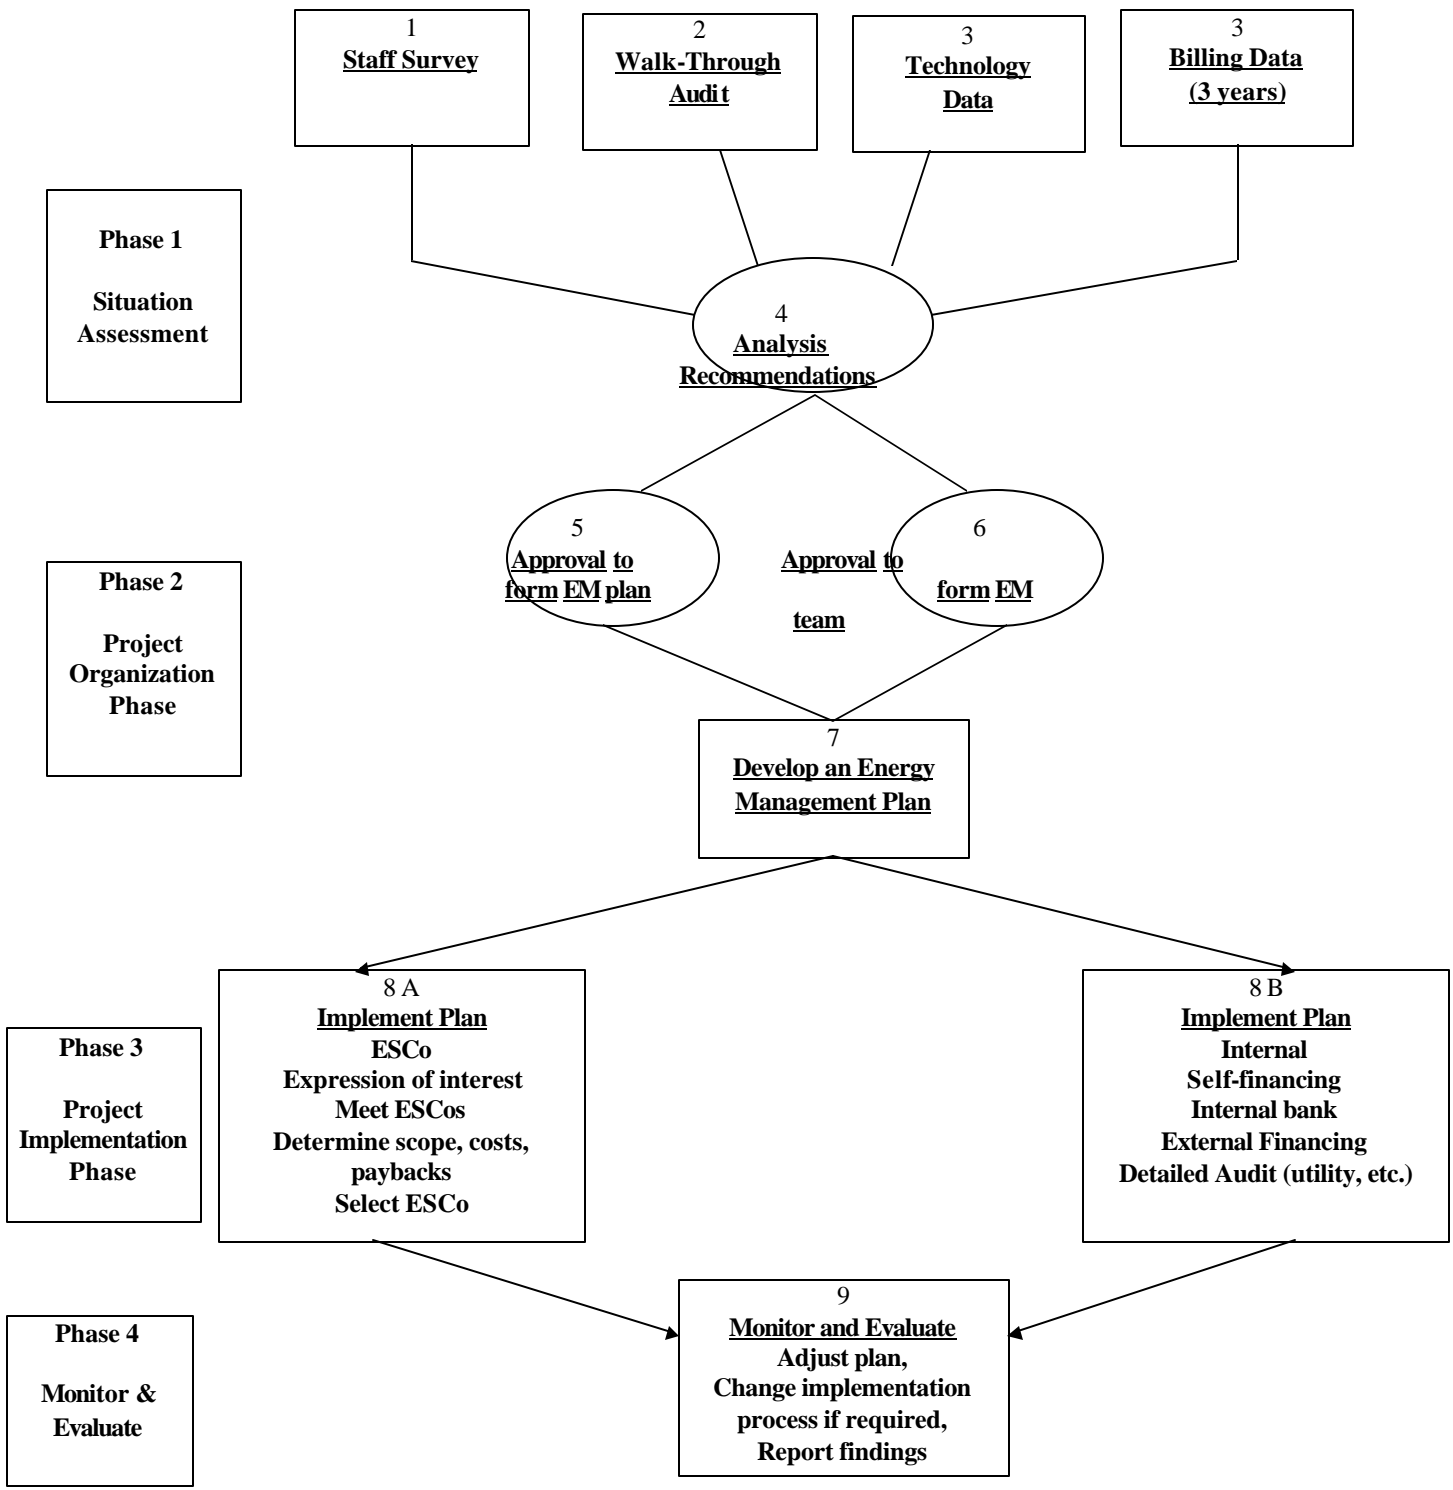 1
Staff Survey
2
Walk-Through
Audit
3
Technology
Data
3
Billing Data
(3 years)
Phase 1
Situation
Assessment
4
Analysis
Recommendations
Phase 2
Project
Organization
Phase
5
Approval to
form EM plan
6
Approval to
form EM
team
7
Develop an Energy
Management Plan
Phase 3
Project
Implementation
Phase
8 A
Implement Plan
ESCo
Expression of interest
Meet ESCos
Determine scope, costs,
paybacks
Select ESCo
8 B
Implement Plan
Internal
Self-financing
Internal bank
External Financing
Detailed Audit (utility, etc.)
Phase 4
Monitor &
Evaluate
9
Monitor and Evaluate
Adjust plan,
Change implementation
process if required,
Report findings